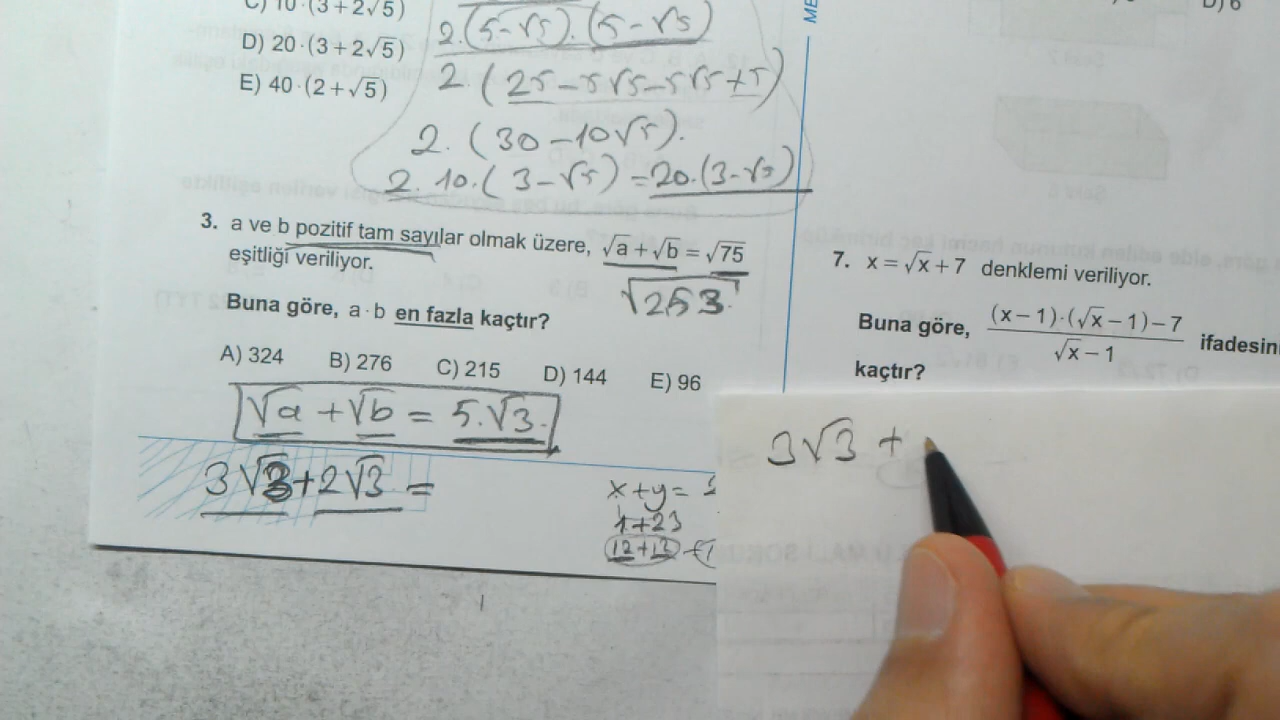 C) 10·(3+2√5)
D) 20·(3+2√5)
E) 40·(2+√5)
2.(5-√5).(5-√5)
2.(25-5√5-5√5+5)
2.(30-10√5).
2.10.(3-√5)=20.(3-√5)
3. a ve b pozitif tam sayılar olmak üzere, √a+√b=√75
eşitliği veriliyor.
√25 3
Buna göre, a·b en fazla kaçtır?
A) 324 B) 276 C) 215 D) 144 E) 96
√a+√b=5.√3.
3√3+2√3=
x+y=
1+23
12+12
D) 6
7. x=√x+7 denklemi veriliyor.
Buna göre, (x-1)·(√x-1)-7 / √x-1
kaçtır?
3√3+